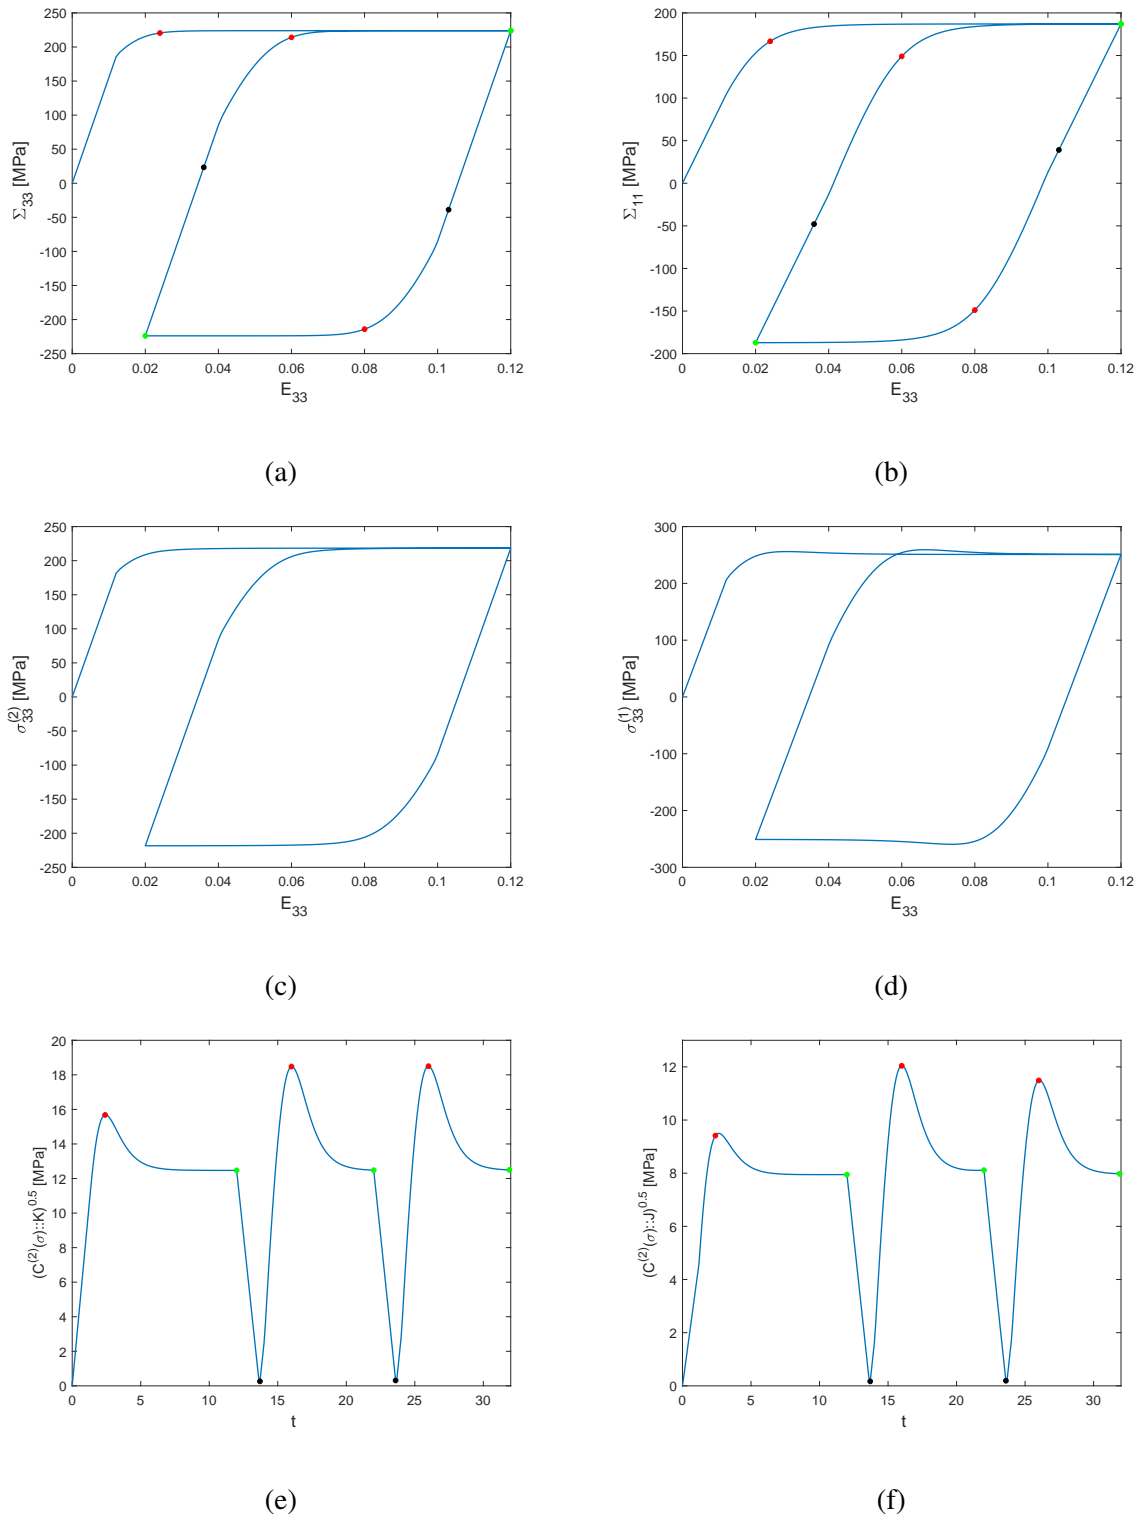 250
200
150
100
50
0
-50
-100
-150
-200
-250
Σ33 [MPa]
0 0.02 0.04 0.06 0.08 0.1 0.12
E33
(a)
200
150
100
50
0
-50
-100
-150
-200
Σ11 [MPa]
0 0.02 0.04 0.06 0.08 0.1 0.12
E33
(b)
250
200
150
100
50
0
-50
-100
-150
-200
-250
σ33(2) [MPa]
0 0.02 0.04 0.06 0.08 0.1 0.12
E33
(c)
300
200
100
0
-100
-200
-300
σ33(1) [MPa]
0 0.02 0.04 0.06 0.08 0.1 0.12
E33
(d)
20
18
16
14
12
10
8
6
4
2
0
(C(2)(σ)::K)0.5 [MPa]
0 5 10 15 20 25 30
t
(e)
12
10
8
6
4
2
0
(C(2)(σ)::J)0.5 [MPa]
0 5 10 15 20 25 30
t
(f)